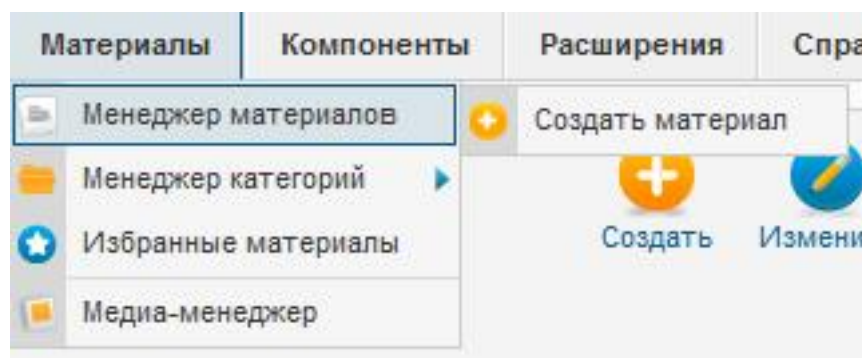 Материалы Компоненты Расширения
Менеджер материалов Создать материал
Менеджер категорий
Избранные материалы Создать
Медиа-менеджер